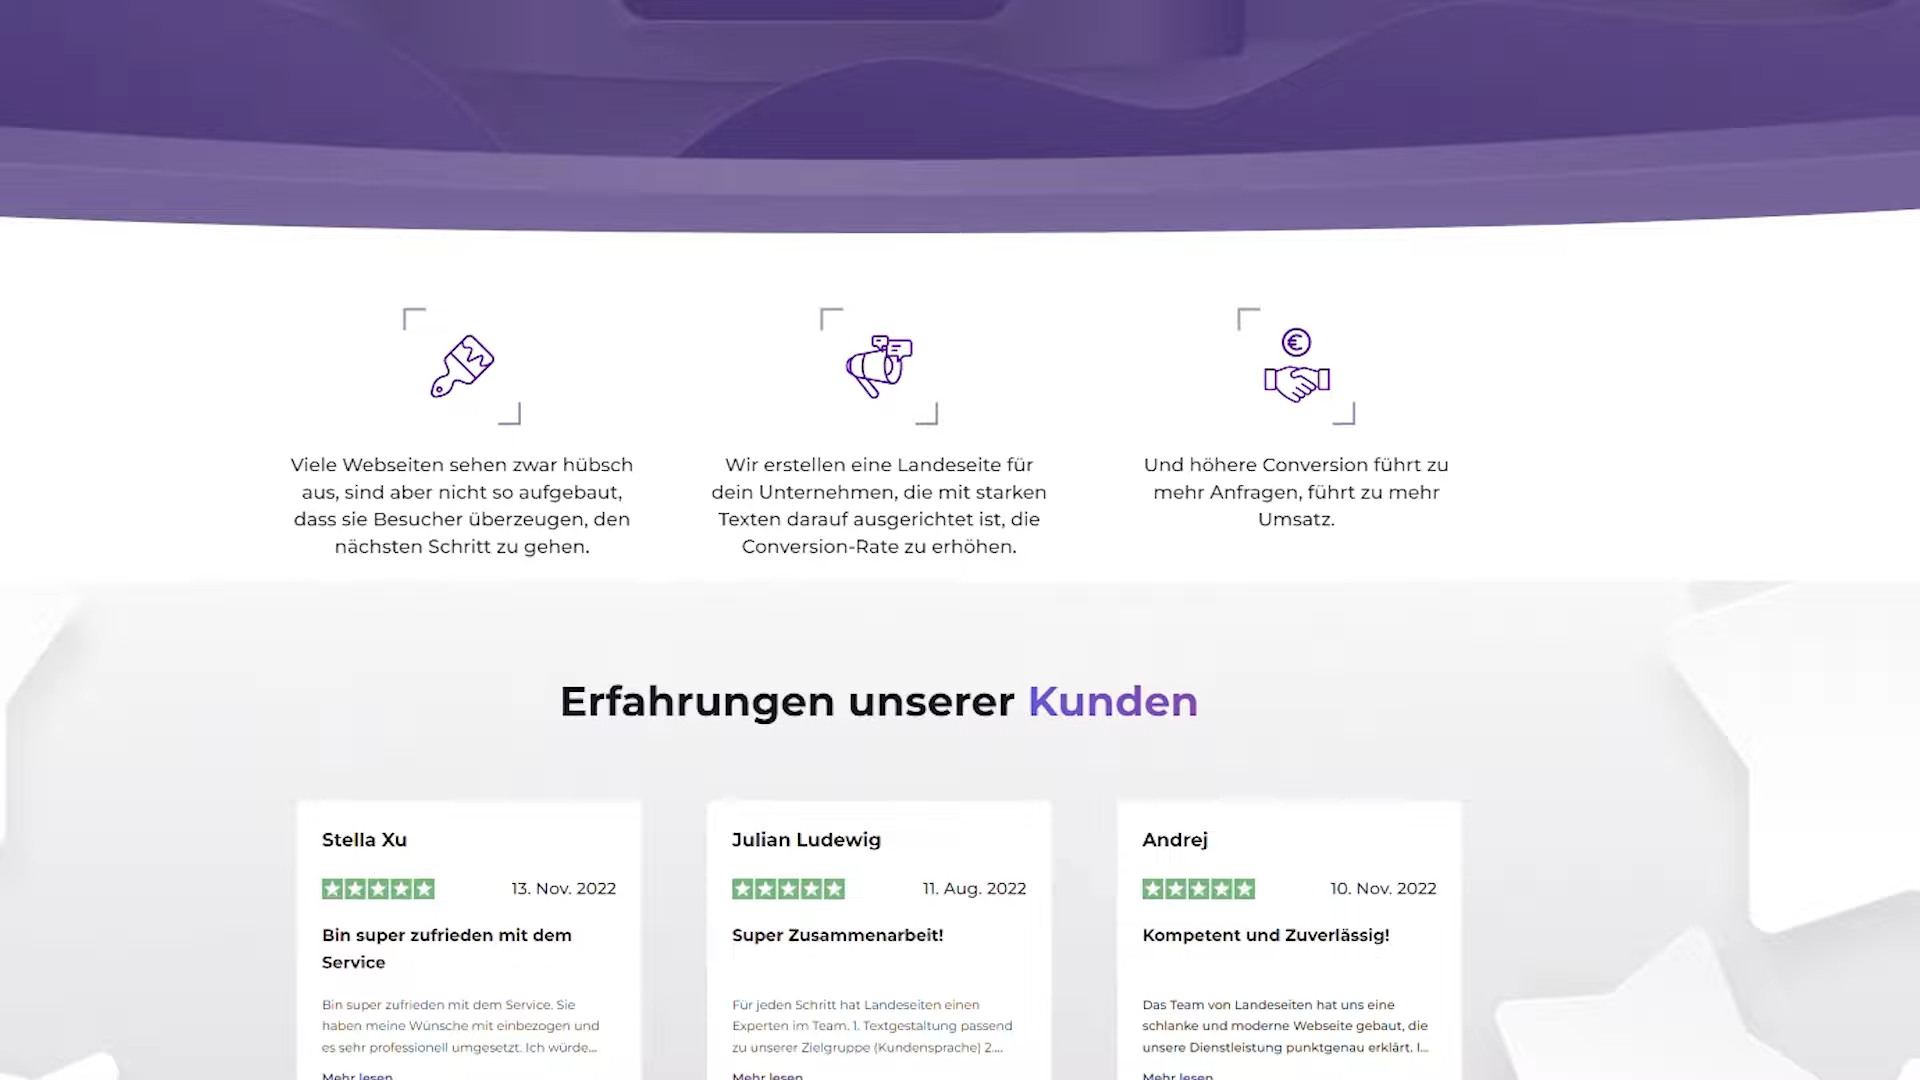 Viele Webseiten sehen zwar hübsch
aus, sind aber nicht so aufgebaut,
dass sie Besucher überzeugen, den
nächsten Schritt zu gehen.
Wir erstellen eine Landeseite für
dein Unternehmen, die mit starken
Texten darauf ausgerichtet ist, die
Conversion-Rate zu erhöhen.
Und höhere Conversion führt zu
mehr Anfragen, führt zu mehr
Umsatz.
Erfahrungen unserer Kunden
Stella Xu
13. Nov. 2022
Bin super zufrieden mit dem
Service
Bin super zufrieden mit dem Service. Sie
haben meine Wünsche mit einbezogen und
es sehr professionell umgesetzt. Ich würde...
Mehr lesen
Julian Ludewig
11. Aug. 2022
Super Zusammenarbeit!
Für jeden Schritt hat Landeseiten einen
Experten im Team. 1. Textgestaltung passend
zu unserer Zielgruppe (Kundensprache) 2....
Mehr lesen
Andrej
10. Nov. 2022
Kompetent und Zuverlässig!
Das Team von Landeseiten hat uns eine
schlanke und moderne Webseite gebaut, die
unsere Dienstleistung punktgenau erklärt. I...
Mehr lesen